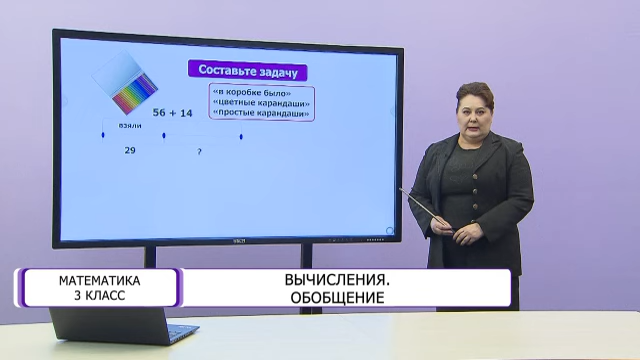 Составьте задачу
«в коробке было»
«цветные карандаши»
«простые карандаши»
56 + 14
взяли
29
?
МАТЕМАТИКА
3 КЛАСС
ВЫЧИСЛЕНИЯ.
ОБОБЩЕНИЕ